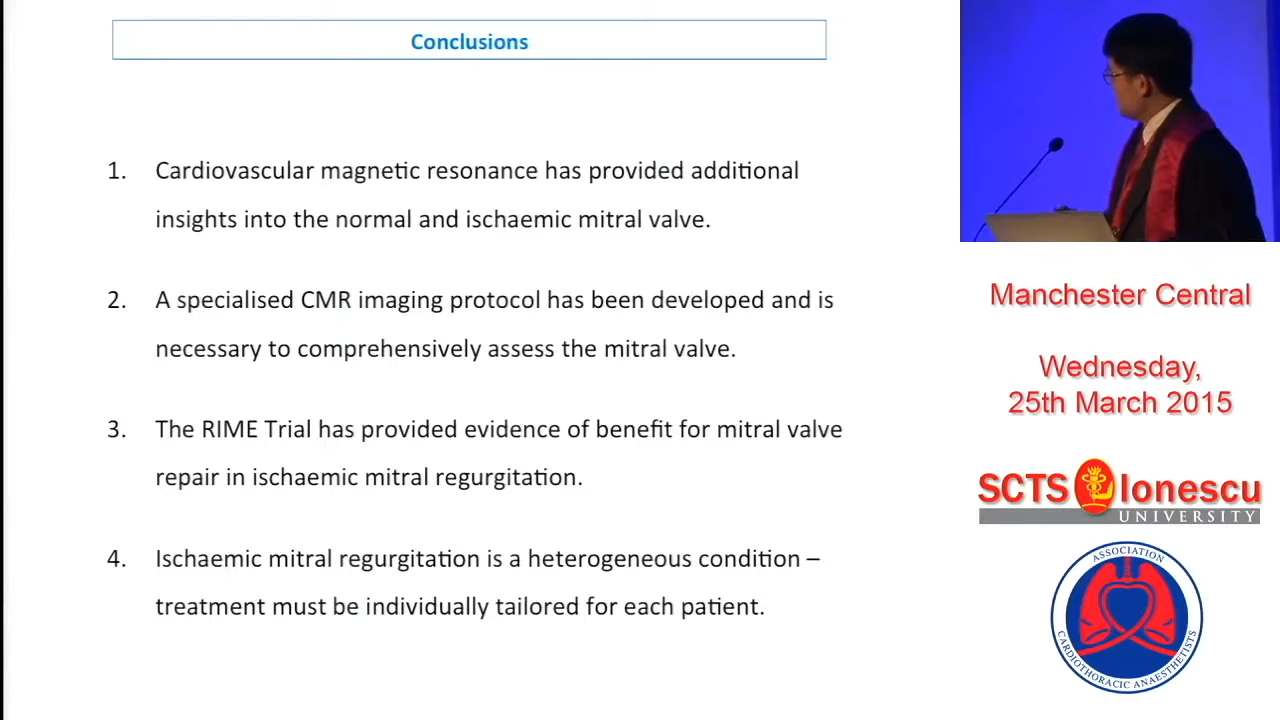 Conclusions
1. Cardiovascular magnetic resonance has provided additional
insights into the normal and ischaemic mitral valve.
2. A specialised CMR imaging protocol has been developed and is
necessary to comprehensively assess the mitral valve.
3. The RIME Trial has provided evidence of benefit for mitral valve
repair in ischaemic mitral regurgitation.
4. Ischaemic mitral regurgitation is a heterogeneous condition –
treatment must be individually tailored for each patient.
Manchester Central
Wednesday,
25th March 2015
SCTS Ionescu
UNIVERSITY
ASSOCIATION
CARDIOTHORACIC ANAESTHETISTS